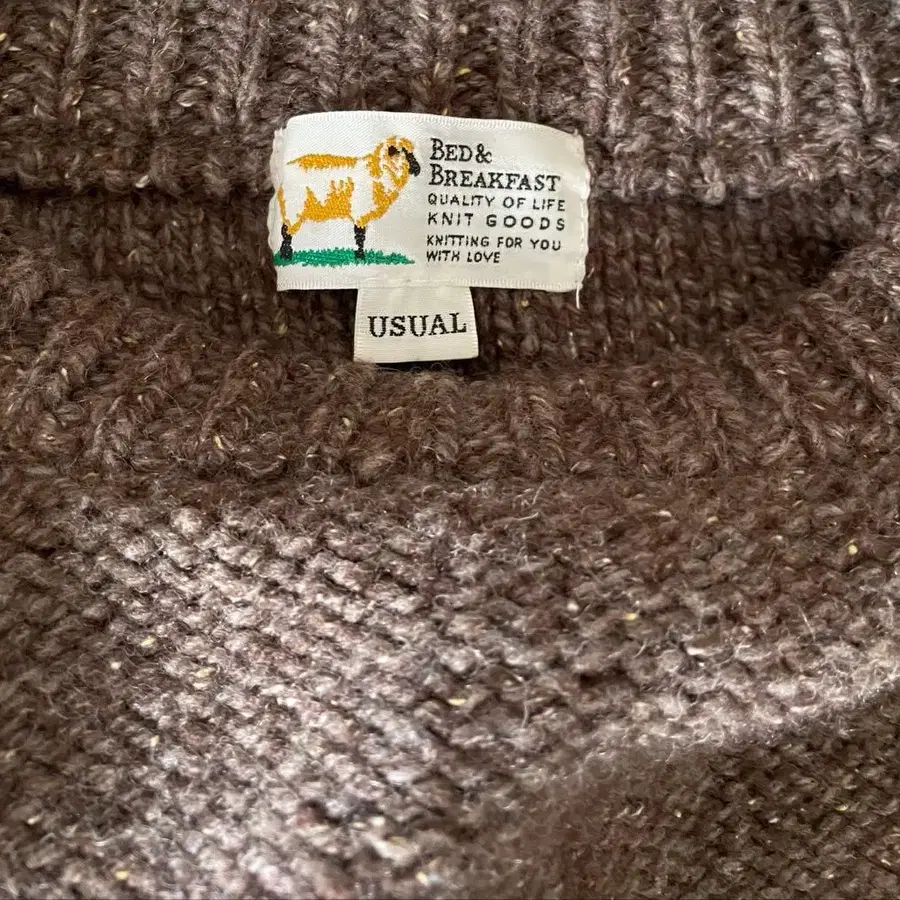 BED &
BREAKFAST
QUALITY OF LIFE
KNIT GOODS
KNITTING FOR YOU
WITH LOVE
USUAL